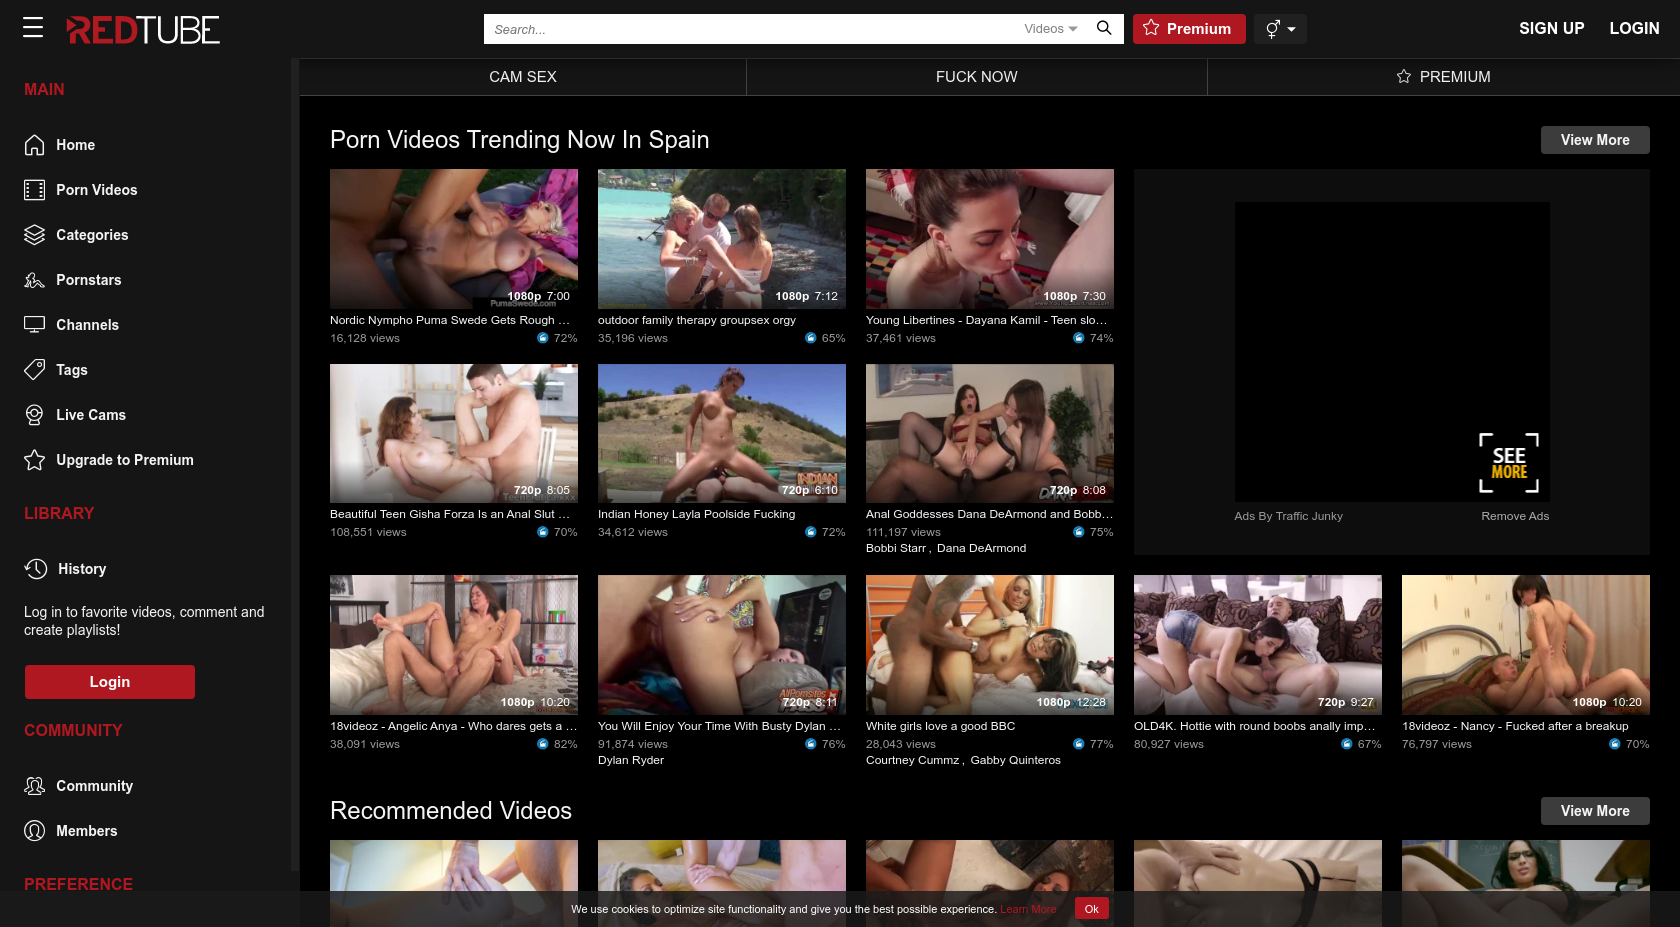 REDTUBE
Search...
Videos
Premium
SIGN UP
LOGIN
MAIN
Home
Porn Videos
Categories
Pornstars
Channels
Tags
Live Cams
Upgrade to Premium
LIBRARY
History
Log in to favorite videos, comment and
create playlists!
Login
COMMUNITY
Community
Members
PREFERENCE
CAM SEX
FUCK NOW
PREMIUM
Porn Videos Trending Now In Spain
View More
PumaSwede.com
1080p 7:00
Nordic Nympho Puma Swede Gets Rough ...
16,128 views
72%
1080p 7:12
outdoor family therapy groupsex orgy
35,196 views
65%
1080p 7:30
Young Libertines - Dayana Kamil - Teen slo...
37,461 views
74%
720p 8:05
Beautiful Teen Gisha Forza Is an Anal Slut ...
108,551 views
70%
INDIAN
720p 6:10
Indian Honey Layla Poolside Fucking
34,612 views
72%
720p 8:08
Anal Goddesses Dana DeArmond and Bobb...
111,197 views
75%
Bobbi Starr , Dana DeArmond
SEE
MORE
Ads By Traffic Junky
Remove Ads
1080p 10:20
18videoz - Angelic Anya - Who dares gets a ...
38,091 views
82%
720p 8:11
You Will Enjoy Your Time With Busty Dylan ...
91,874 views
76%
Dylan Ryder
1080p 12:28
White girls love a good BBC
28,043 views
77%
Courtney Cummz , Gabby Quinteros
720p 9:27
OLD4K. Hottie with round boobs anally imp...
80,927 views
67%
1080p 10:20
18videoz - Nancy - Fucked after a breakup
76,797 views
70%
Recommended Videos
View More
We use cookies to optimize site functionality and give you the best possible experience. Learn More
Ok